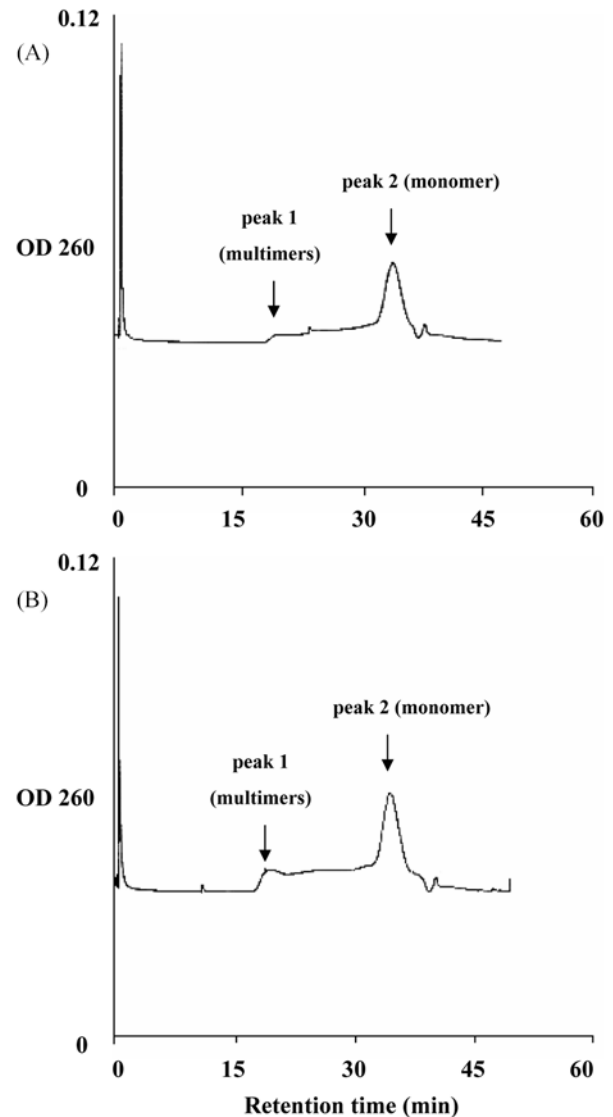 0.12
(A)
peak 2 (monomer)
peak 1
(multimers)
OD 260
0
0 15 30 45 60
0.12
(B)
peak 2 (monomer)
peak 1
(multimers)
OD 260
0
0 15 30 45 60
Retention time (min)